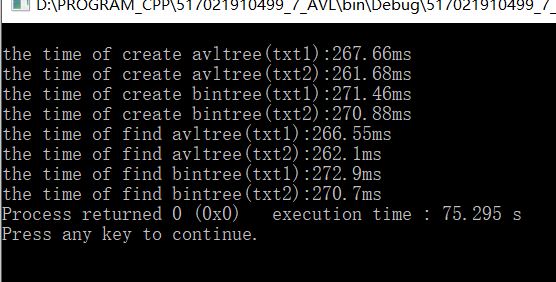 D:\PROGRAM_CPP\517021910499_7_AVL\bin\Debug\517021910499_7_
the time of create avltree(txt1):267.66ms
the time of create avltree(txt2):261.68ms
the time of create bintree(txt1):271.46ms
the time of create bintree(txt2):270.88ms
the time of find avltree(txt1):266.55ms
the time of find avltree(txt2):262.1ms
the time of find bintree(txt1):272.9ms
the time of find bintree(txt2):270.7ms
Process returned 0 (0x0)   execution time : 75.295 s
Press any key to continue.